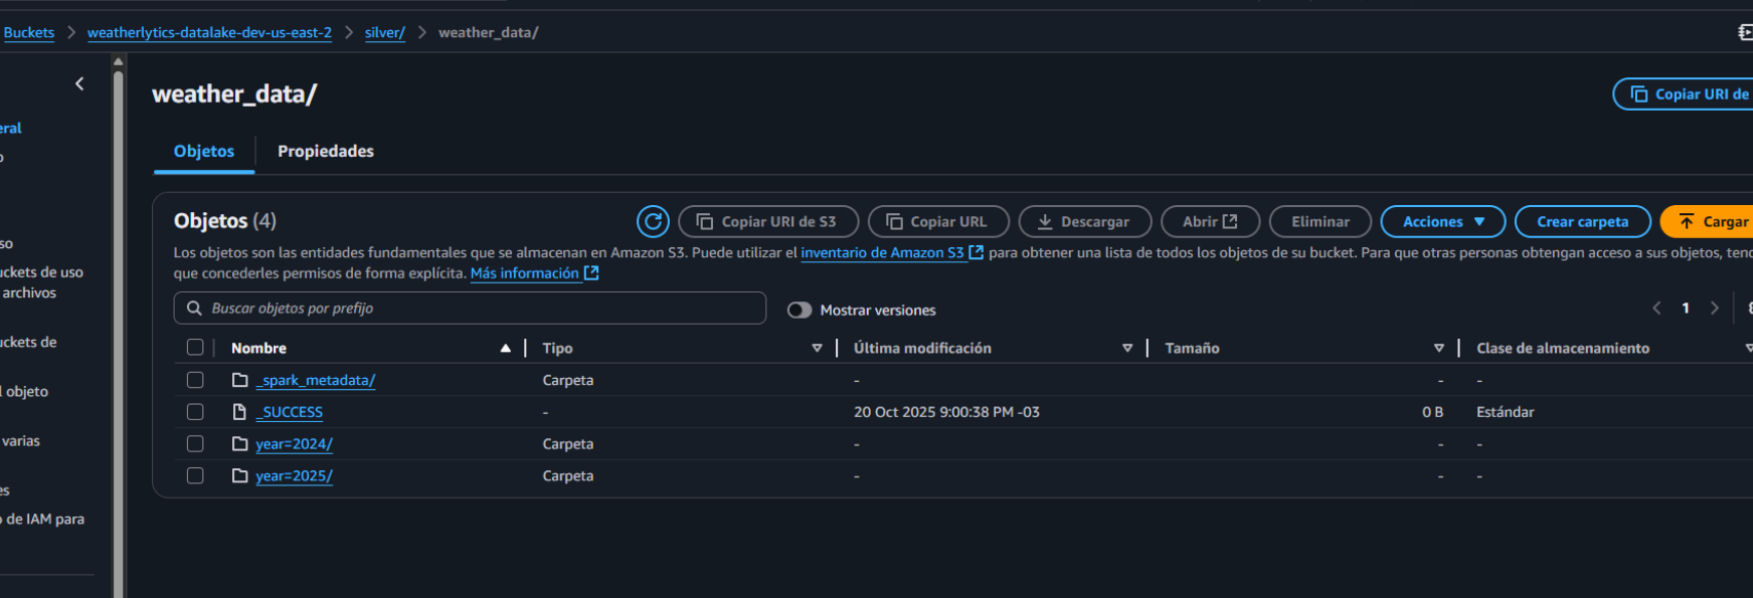 Buckets > weatherlytics-datalake-dev-us-east-2 > silver/ > weather_data/
weather_data/
Copiar URI de
eral
Objetos Propiedades
Objetos (4) Copiar URI de S3 Copiar URL Descargar Abrir Eliminar Acciones Crear carpeta Cargar
so
Los objetos son las entidades fundamentales que se almacenan en Amazon S3. Puede utilizar el inventario de Amazon S3 para obtener una lista de todos los objetos de su bucket. Para que otras personas obtengan acceso a sus objetos, tend
uckets de uso
que concederles permisos de forma explícita. Más información
archivos
Buscar objetos por prefijo Mostrar versiones 1
uckets de
Nombre Tipo Última modificación Tamaño Clase de almacenamiento
_spark_metadata/ Carpeta - - -
l objeto
_SUCCESS - 20 Oct 2025 9:00:38 PM -03 0 B Estándar
varias
year=2024/ Carpeta - - -
year=2025/ Carpeta - - -
es
o de IAM para